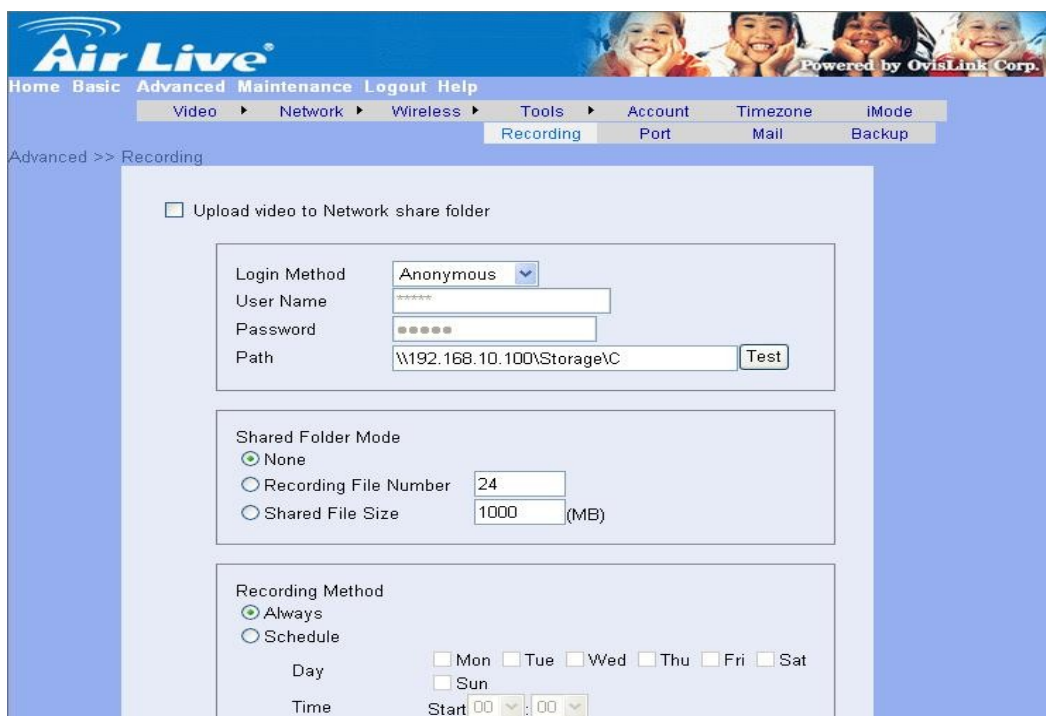 Air Live®
Powered by OvisLink Corp.
Home Basic Advanced Maintenance Logout Help
Video Network Wireless Tools Account Timezone iMode
Recording Port Mail Backup
Advanced >> Recording
Upload video to Network share folder
Login Method Anonymous
User Name *****
Password ●●●●●
Path \\192.168.10.100\Storage\C Test
Shared Folder Mode
None
Recording File Number 24
Shared File Size 1000 (MB)
Recording Method
Always
Schedule
Day Mon Tue Wed Thu Fri Sat
Sun
Time Start 00 : 00